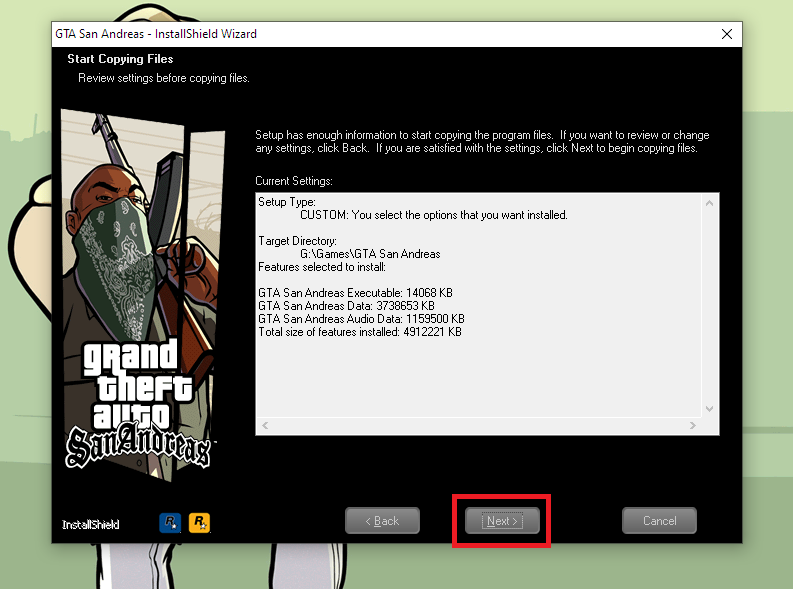 GTA San Andreas - InstallShield Wizard
Start Copying Files
Review settings before copying files.
Setup has enough information to start copying the program files. If you want to review or change
any settings, click Back. If you are satisfied with the settings, click Next to begin copying files.
Current Settings:
Setup Type:
CUSTOM: You select the options that you want installed.
Target Directory:
G:\Games\GTA San Andreas
Features selected to install:
GTA San Andreas Executable: 14068 KB
GTA San Andreas Data: 3738653 KB
GTA San Andreas Audio Data: 1159500 KB
Total size of features installed: 4912221 KB
grand
theft
auto
San Andreas
InstallShield
R
R
< Back
Next >
Cancel